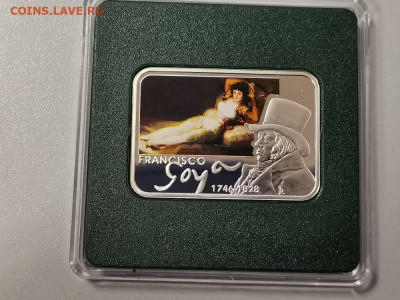 COINS.LAVE.RU
FRANCISCO
Goya
1746-1828